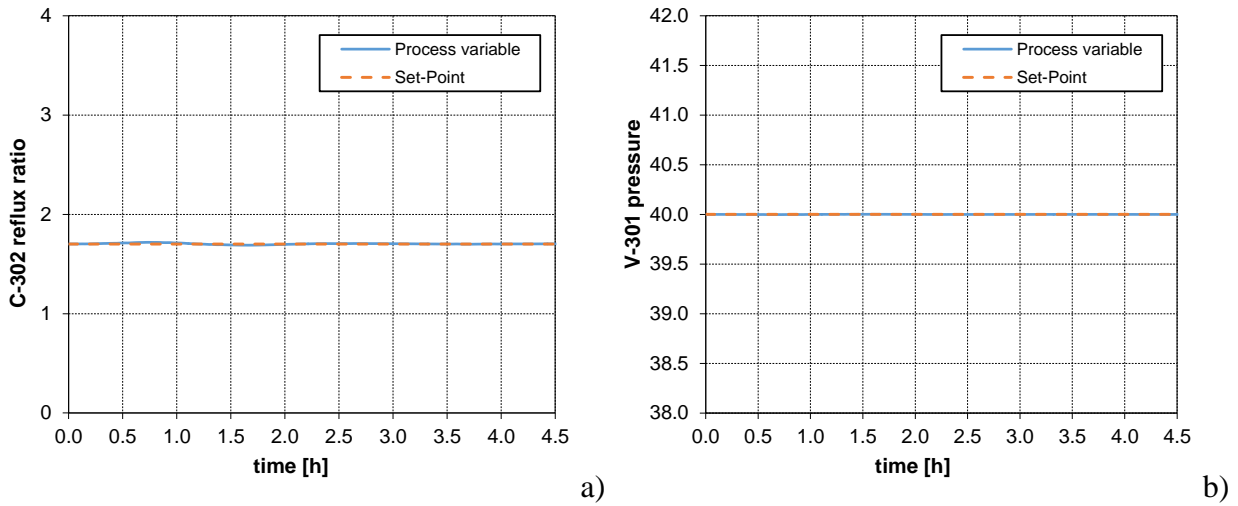 4
3
2
1
0
C-302 reflux ratio
Process variable
Set-Point
0.0 0.5 1.0 1.5 2.0 2.5 3.0 3.5 4.0 4.5
time [h]
a)
42.0
41.5
41.0
40.5
40.0
39.5
39.0
38.5
38.0
V-301 pressure
Process variable
Set-Point
0.0 0.5 1.0 1.5 2.0 2.5 3.0 3.5 4.0 4.5
time [h]
b)